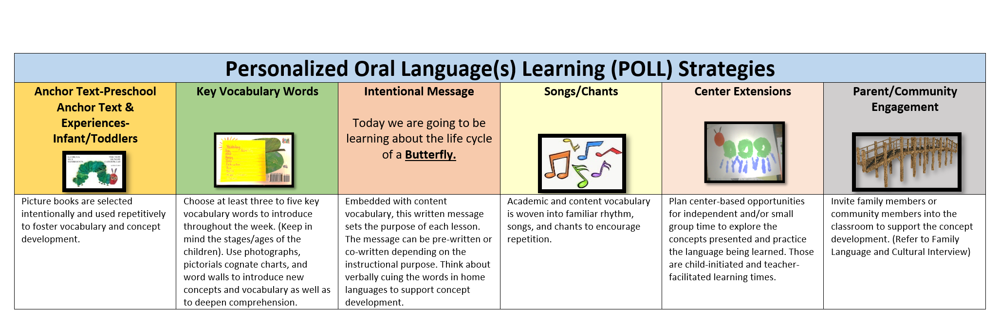 Personalized Oral Language(s) Learning (POLL) Strategies
Anchor Text-Preschool
Anchor Text &
Experiences-
Infant/Toddlers
LA ORUGA
MUY
HAMBRIENTA
THE VERY
HUNGRY
CATERPILLAR
Picture books are selected
intentionally and used repetitively
to foster vocabulary and concept
development.
Key Vocabulary Words
Vocabulary
Choose at least three to five key
vocabulary words to introduce
throughout the week. (Keep in
mind the stages/ages of the
children). Use photographs,
pictorials cognate charts, and
word walls to introduce new
concepts and vocabulary as well as
to deepen comprehension.
Intentional Message
Today we are going to be
learning about the life cycle
of a Butterfly.
Embedded with content
vocabulary, this written message
sets the purpose of each lesson.
The message can be pre-written or
co-written depending on the
instructional purpose. Think about
verbally cuing the words in home
languages to support concept
development.
Songs/Chants
Academic and content vocabulary
is woven into familiar rhythm,
songs, and chants to encourage
repetition.
Center Extensions
Plan center-based opportunities
for independent and/or small
group time to explore the
concepts presented and practice
the language being learned. Those
are child-initiated and teacher-
facilitated learning times.
Parent/Community
Engagement
Invite family members or
community members into the
classroom to support the concept
development. (Refer to Family
Language and Cultural Interview)